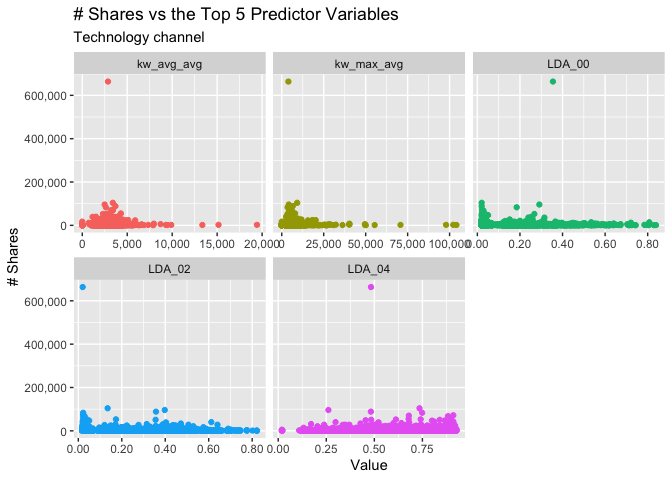 # Shares vs the Top 5 Predictor Variables
Technology channel
kw_avg_avg
kw_max_avg
LDA_00
600,000
400,000
200,000
0
0 5,000 10,000 15,000 20,000
0 25,000 50,000 75,000 100,000
0.00 0.20 0.40 0.60 0.80
# Shares
LDA_02
LDA_04
600,000
400,000
200,000
0
0.00 0.20 0.40 0.60 0.80
0.00 0.25 0.50 0.75
Value